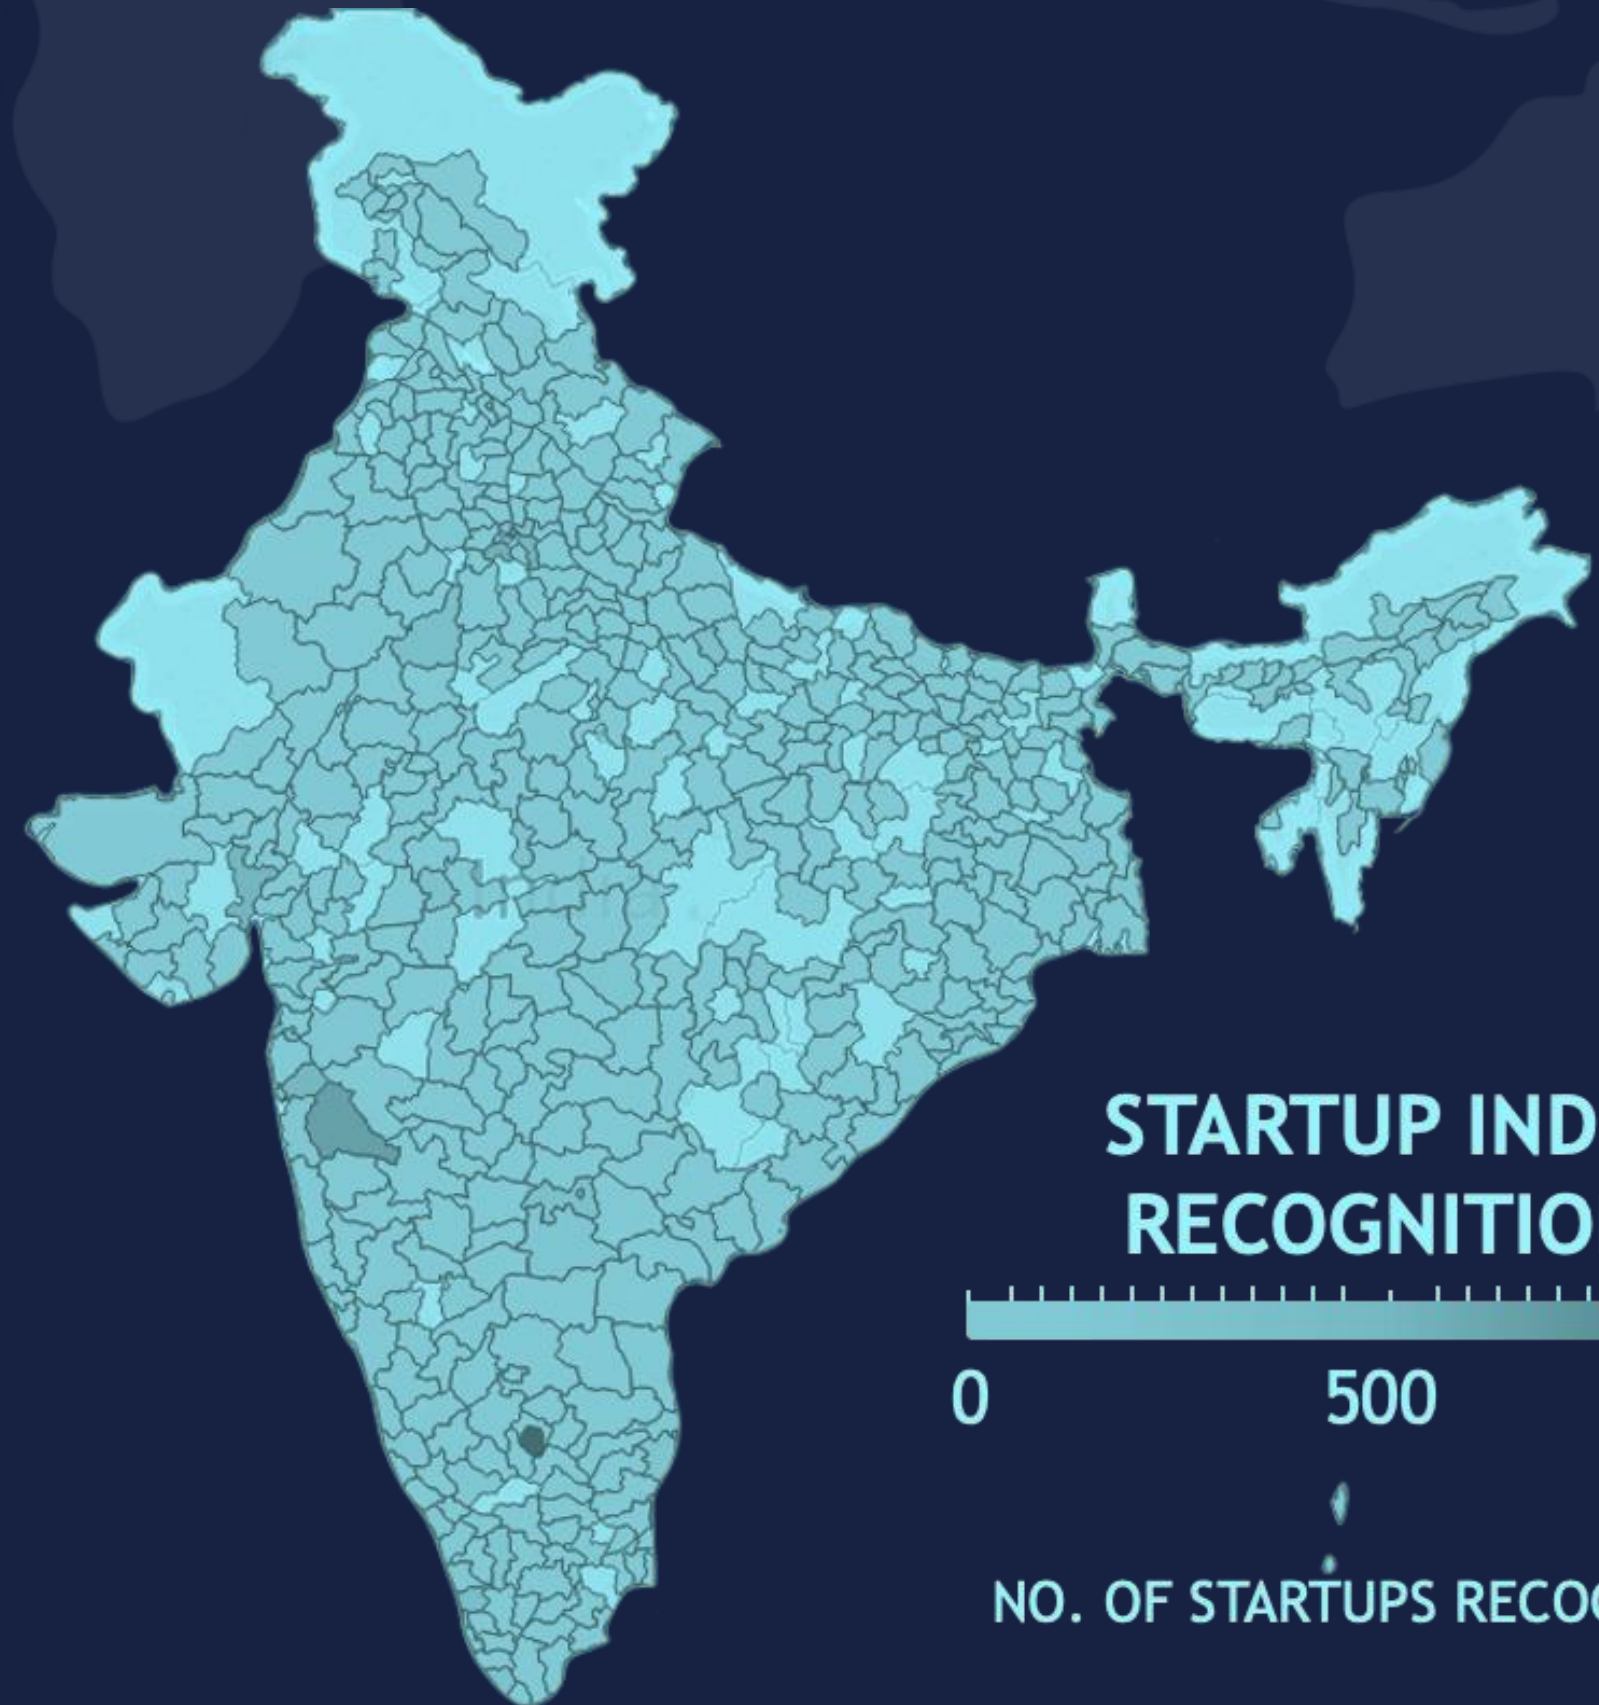 STARTUP IND
RECOGNITIO
0 500
NO. OF STARTUPS RECOG